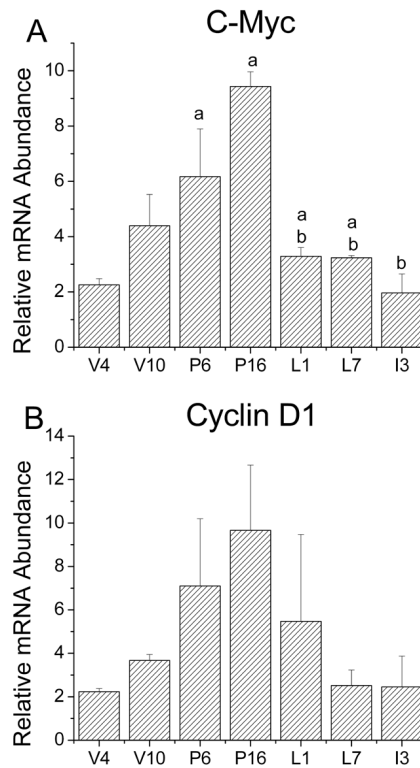 A
C-Myc
Relative mRNA Abundance
10
8
6
4
2
0
a
a
a
b
a
b
b
V4 V10 P6 P16 L1 L7 I3
B
Cyclin D1
Relative mRNA Abundance
14
12
10
8
6
4
2
0
V4 V10 P6 P16 L1 L7 I3